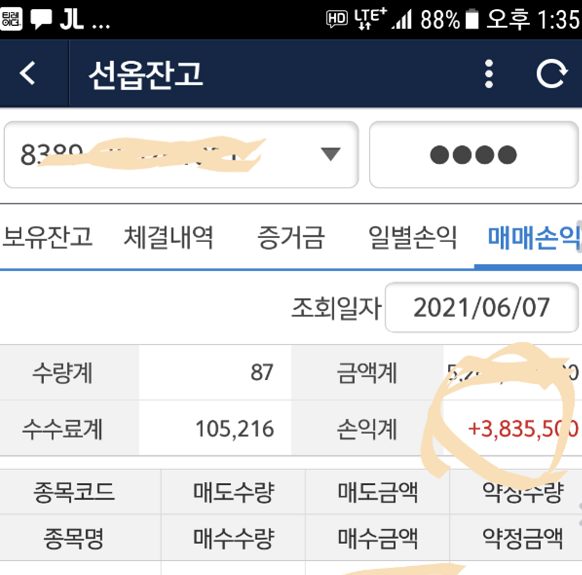 JL ... HD LTE+ 88% 오후 1:35
선옵잔고
보유잔고 체결내역 증거금 일별손익 매매손익
조회일자 2021/06/07
수량계 87 금액계
수수료계 105,216 손익계 +3,835,500
종목코드 매도수량 매도금액 약정수량
종목명 매수수량 매수금액 약정금액